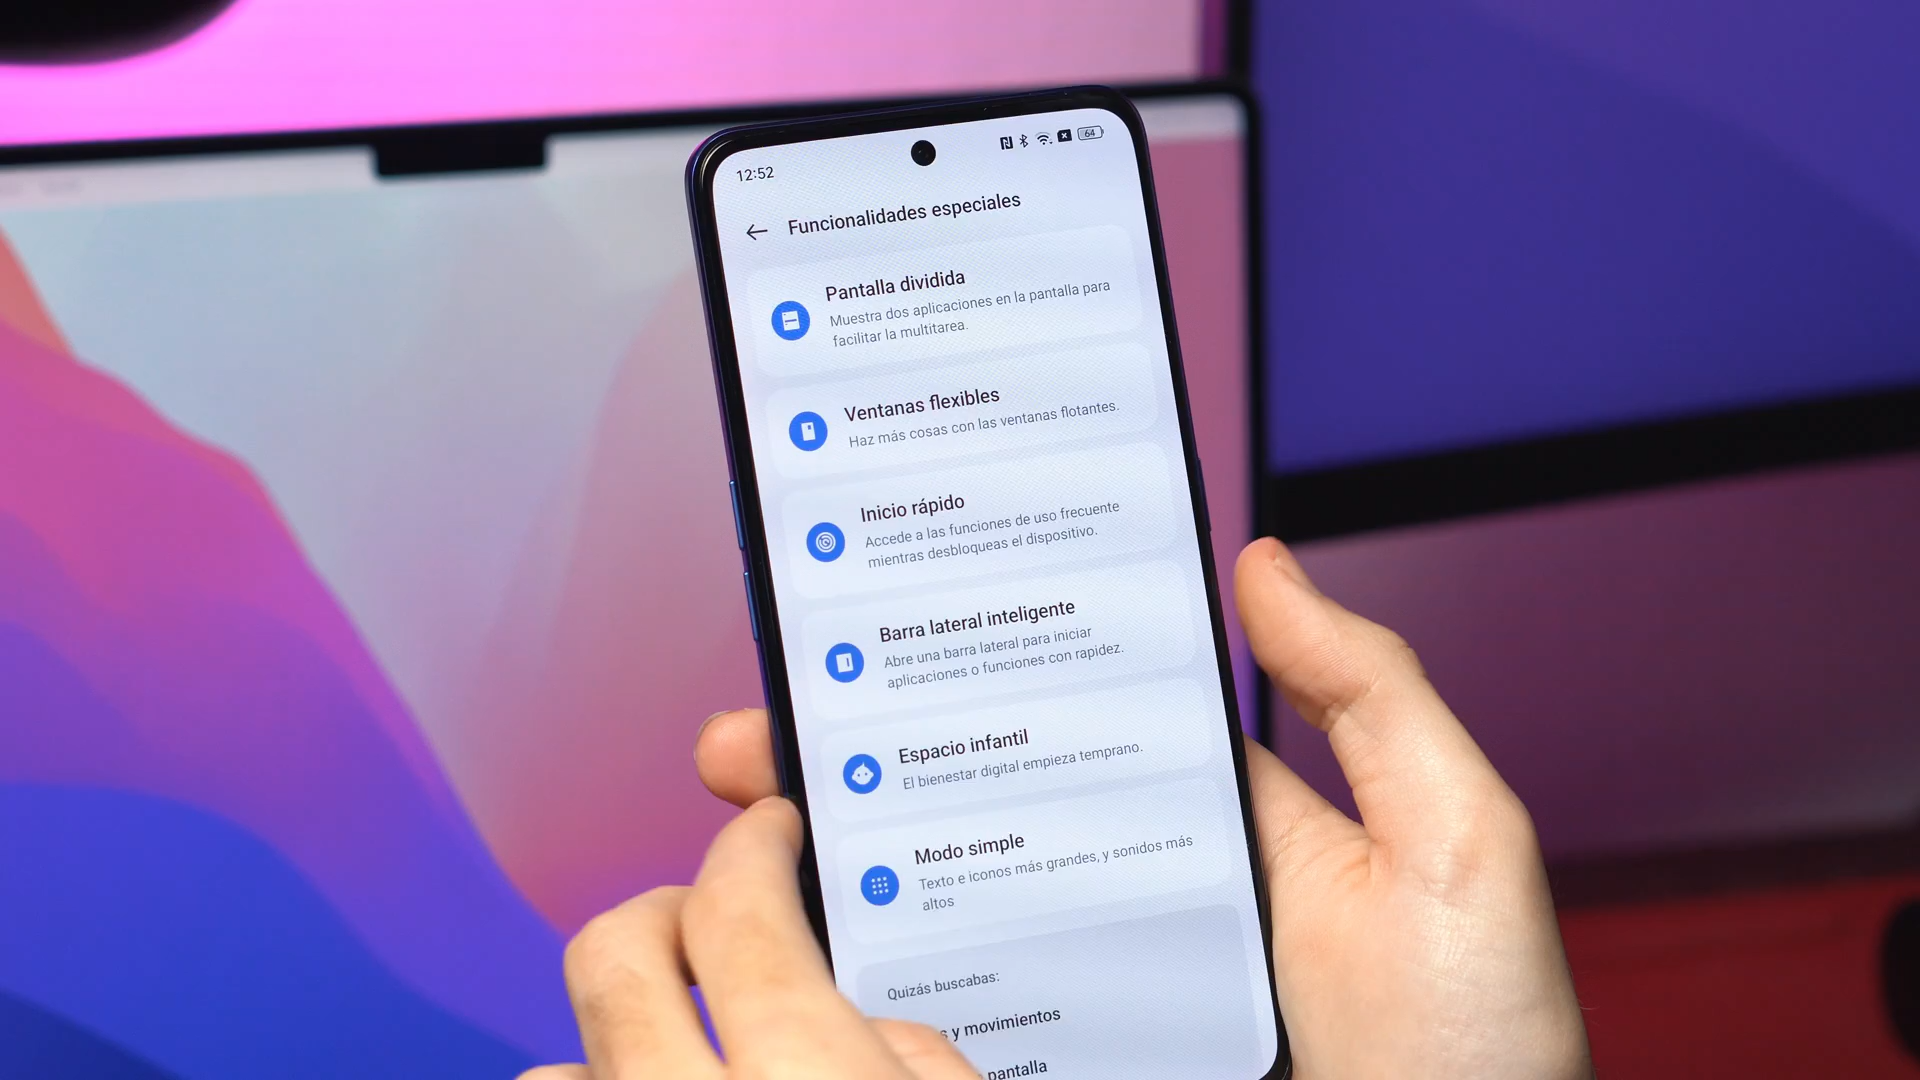 12:52
64
Funcionalidades especiales
Pantalla dividida
Muestra dos aplicaciones en la pantalla para
facilitar la multitarea.
Ventanas flexibles
Haz más cosas con las ventanas flotantes.
Inicio rápido
Accede a las funciones de uso frecuente
mientras desbloqueas el dispositivo.
Barra lateral inteligente
Abre una barra lateral para iniciar
aplicaciones o funciones con rapidez.
Espacio infantil
El bienestar digital empieza temprano.
Modo simple
Texto e iconos más grandes, y sonidos más
altos
Quizás buscabas:
y movimientos
pantalla